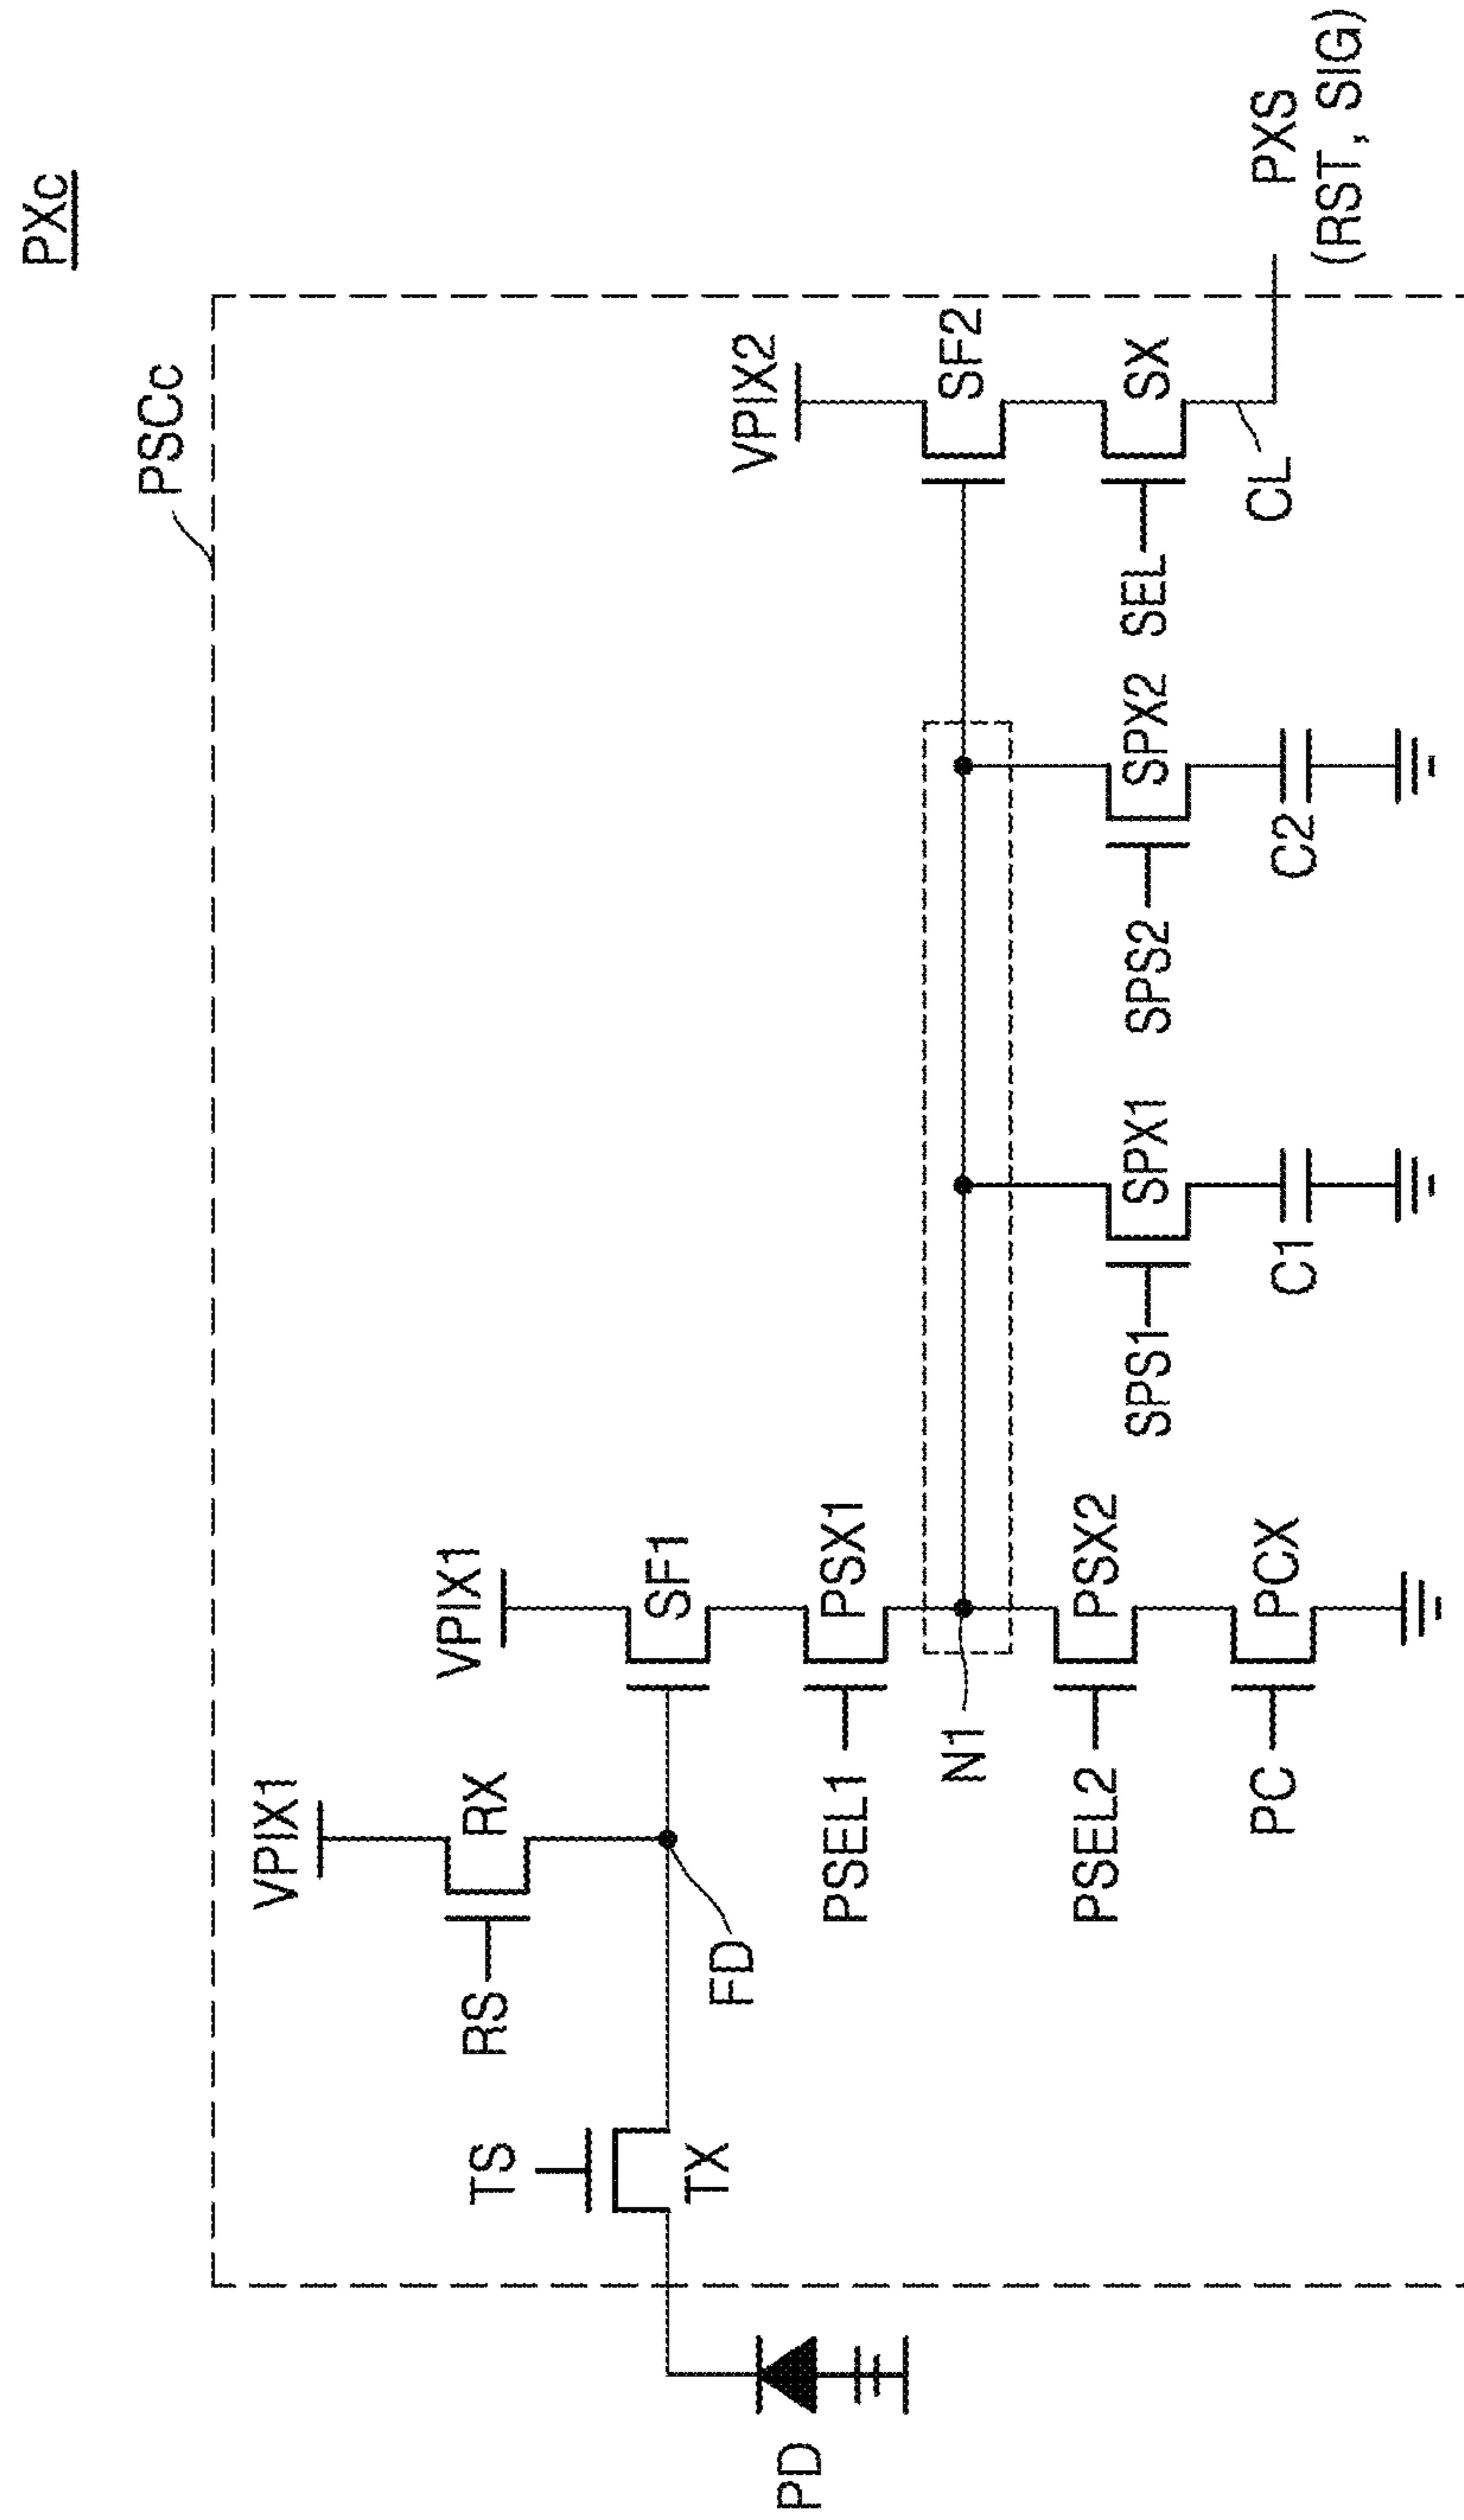 PXc
PSCc
VPIX1
RS
RX
VPIX1
TS
TX
FD
SF1
PD
PSEL1
PSX1
N1
PSEL2
PSX2
PC
PCX
SPS1
SPX1
C1
SPS2
SPX2
C2
VPIX2
SF2
SEL
SX
CL
PXS
(RST, SIG)